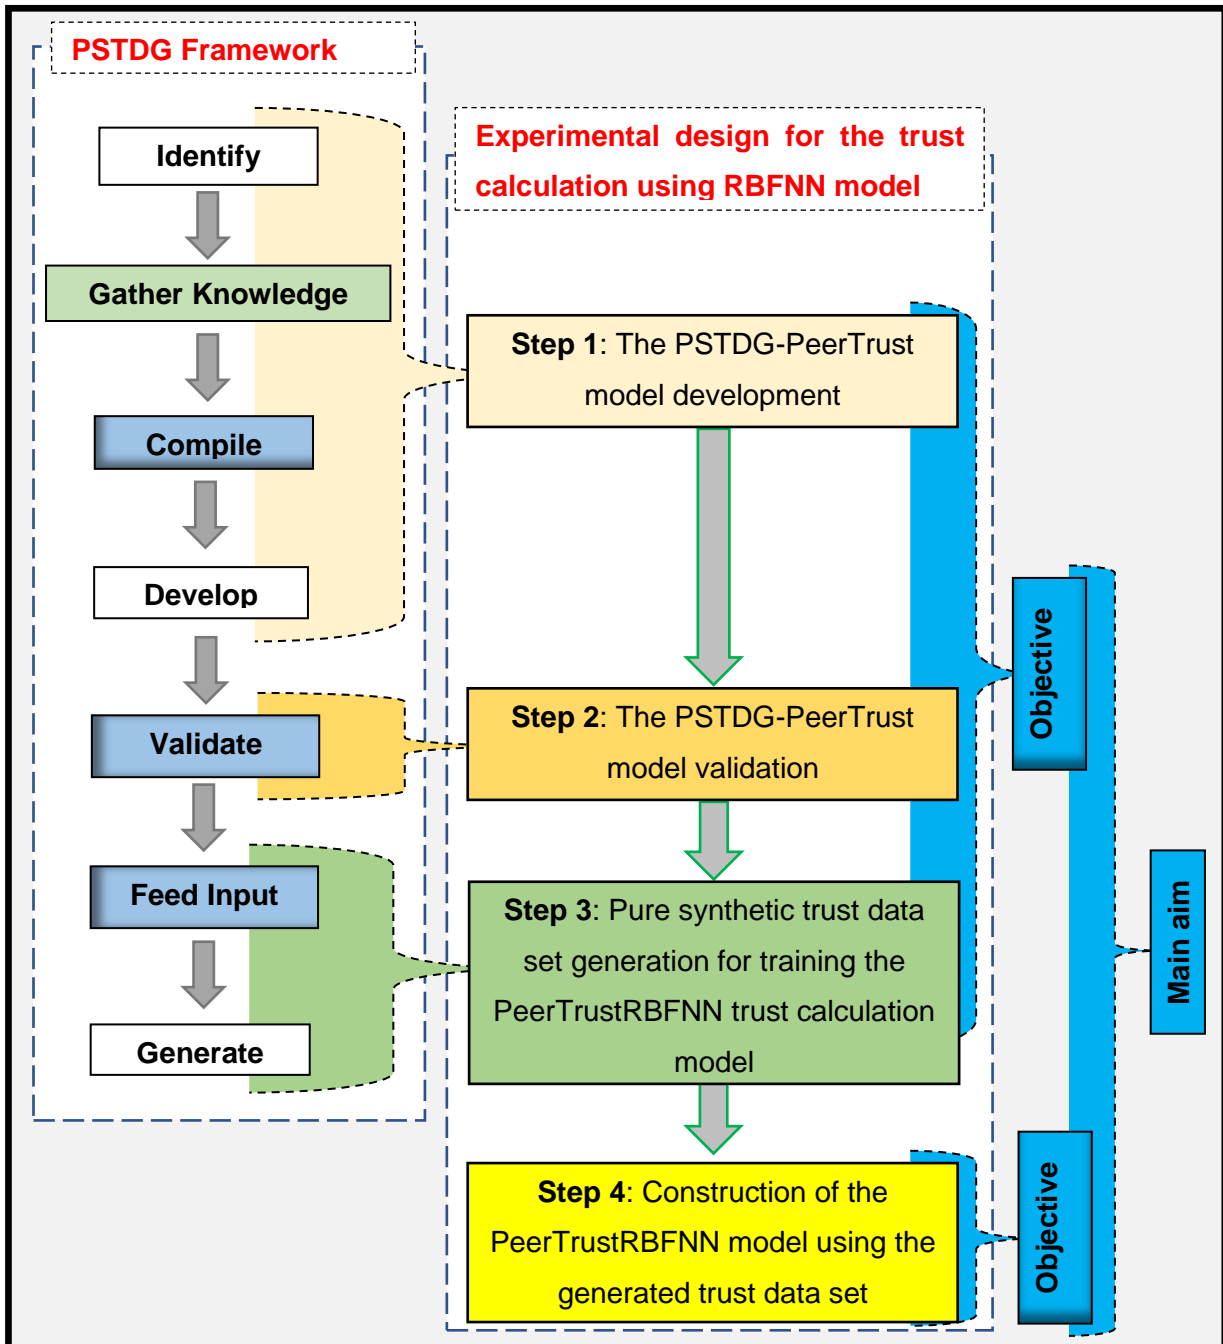 PSTDG Framework
Identify
Gather Knowledge
Compile
Develop
Validate
Feed Input
Generate
Experimental design for the trust
calculation using RBFNN model
Step 1: The PSTDG-PeerTrust
model development
Step 2: The PSTDG-PeerTrust
model validation
Step 3: Pure synthetic trust data
set generation for training the
PeerTrustRBFNN trust calculation
model
Step 4: Construction of the
PeerTrustRBFNN model using the
generated trust data set
Objective
Objective
Main aim